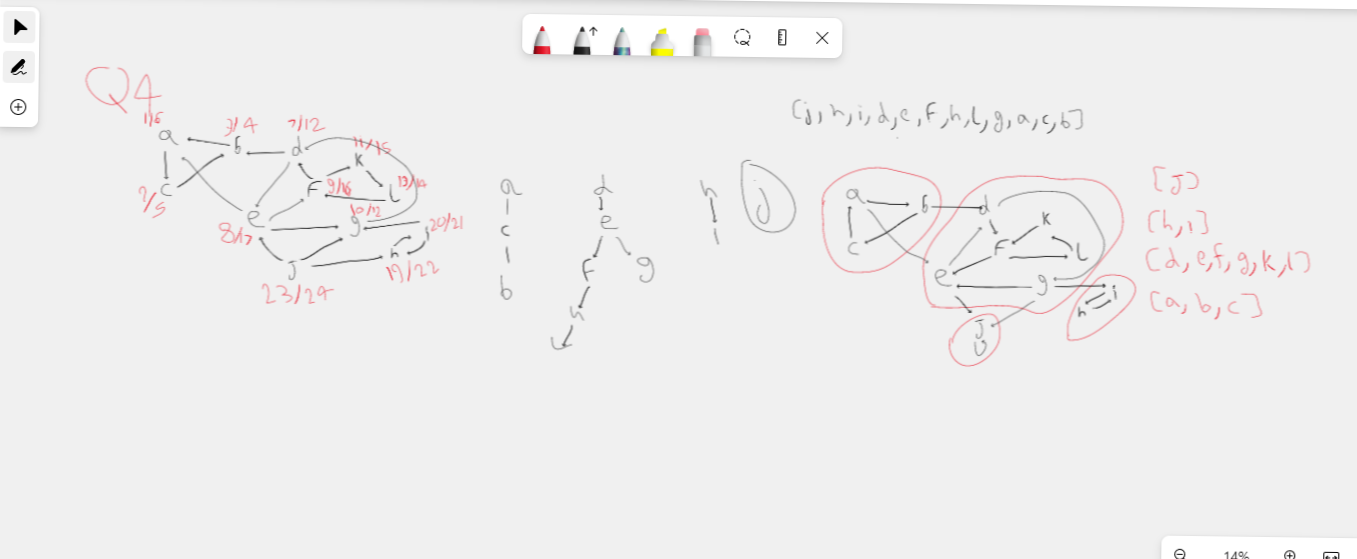 Q4
[j, h, i, d, e, f, h, l, g, a, c, b]
1/6
3/4
7/12
11/15
a
b
d
k
2/5
c
F
9/16
L
13/14
e
10/12
g
i
20/21
8/17
J
h
19/22
23/24
a
c
b
d
e
F
g
h
j
a
b
c
d
k
F
L
e
g
i
h
J
[J]
[h, i]
[d, e, f, g, k, l]
[a, b, c]
14%